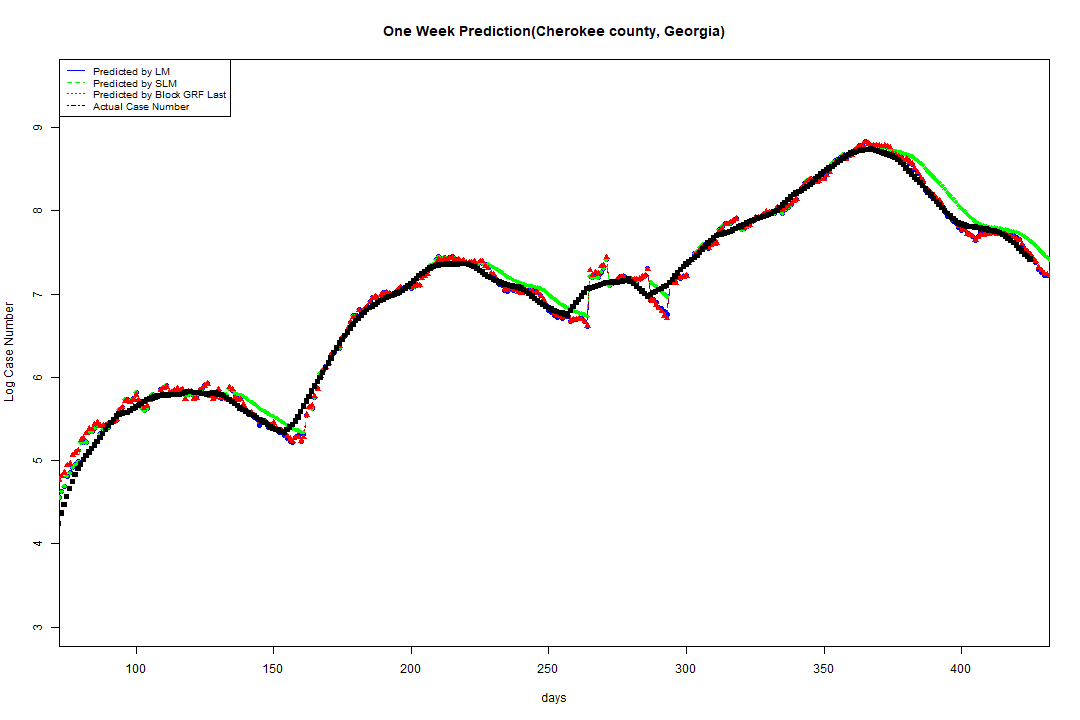 One Week Prediction(Cherokee county, Georgia)
Predicted by LM
Predicted by SLM
Predicted by Block GRF Last
Actual Case Number
Log Case Number
9
8
7
6
5
4
3
100 150 200 250 300 350 400
days